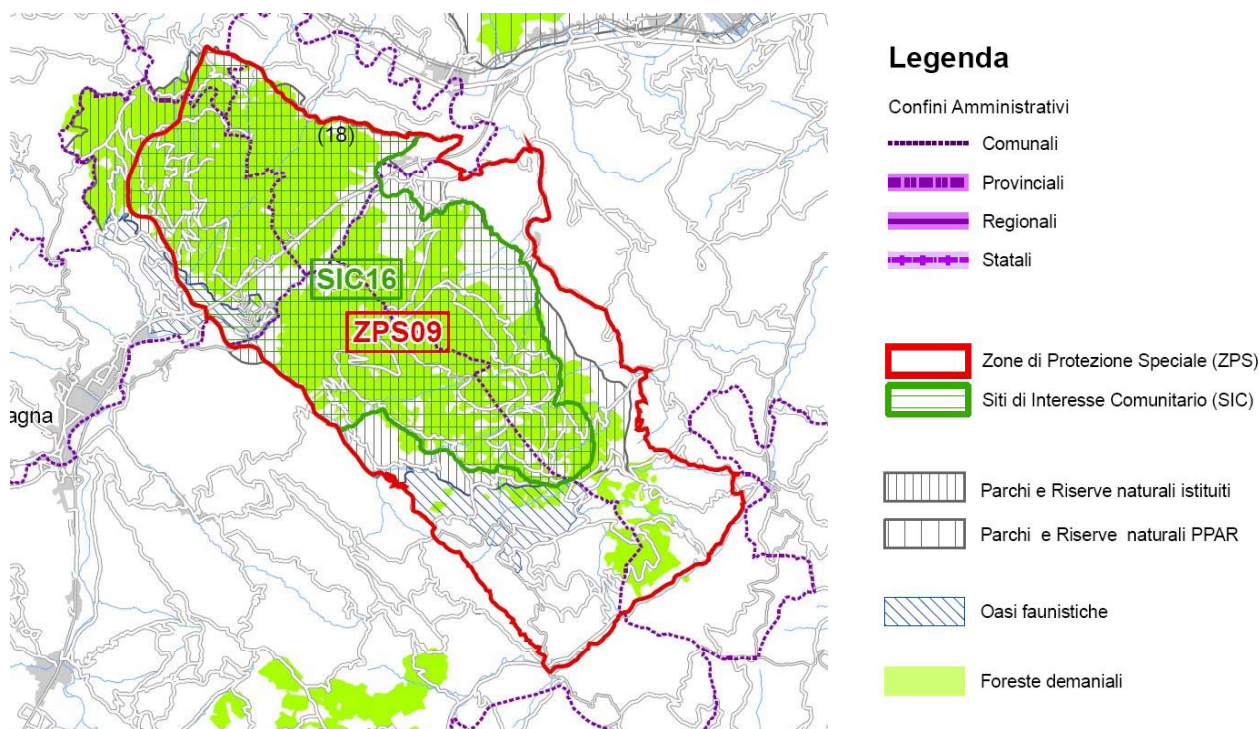 (18)
SIC16
ZPS09
agna
Legenda
Confini Amministrativi
Comunali
Provinciali
Regionali
Statali
Zone di Protezione Speciale (ZPS)
Siti di Interesse Comunitario (SIC)
Parchi e Riserve naturali istituiti
Parchi e Riserve naturali PPAR
Oasi faunistiche
Foreste demaniali